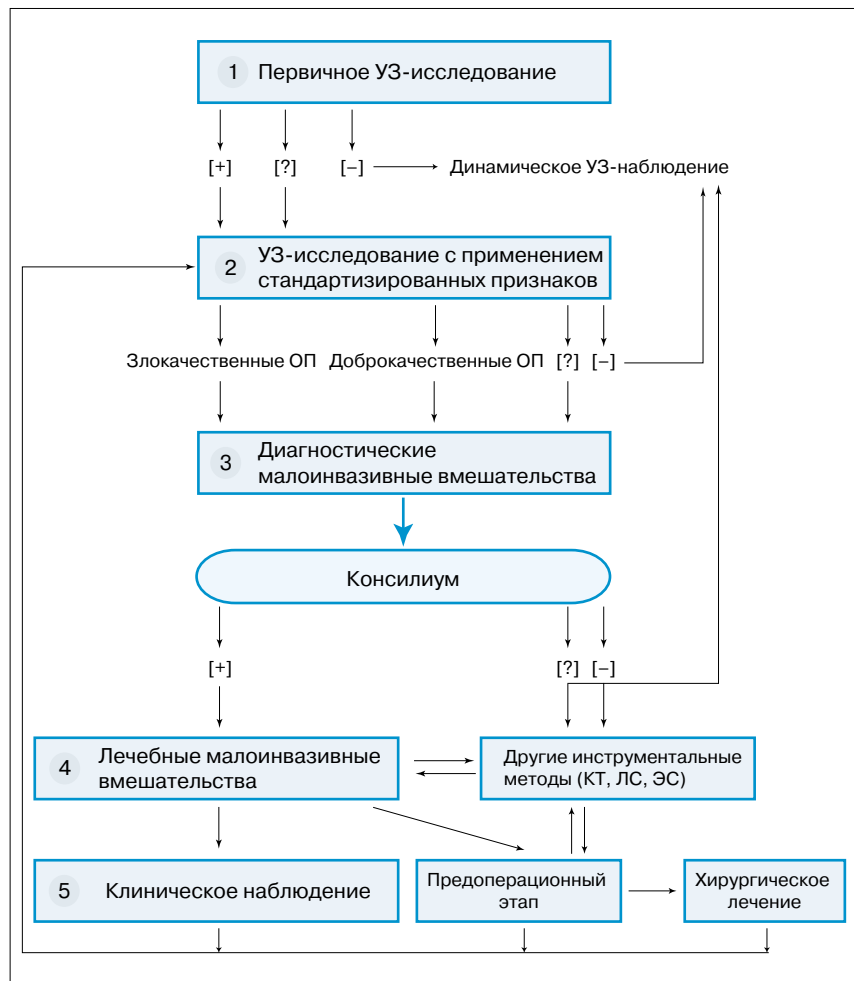 1 Первичное УЗ-исследование
[+] [?] [−] Динамическое УЗ-наблюдение
2 УЗ-исследование с применением
стандартизированных признаков
Злокачественные ОП Доброкачественные ОП [?] [−]
3 Диагностические
малоинвазивные вмешательства
Консилиум
[+] [?] [−]
4 Лечебные малоинвазивные
вмешательства
Другие инструментальные
методы (КТ, ЛС, ЭС)
5 Клиническое наблюдение
Предоперационный
этап
Хирургическое
лечение